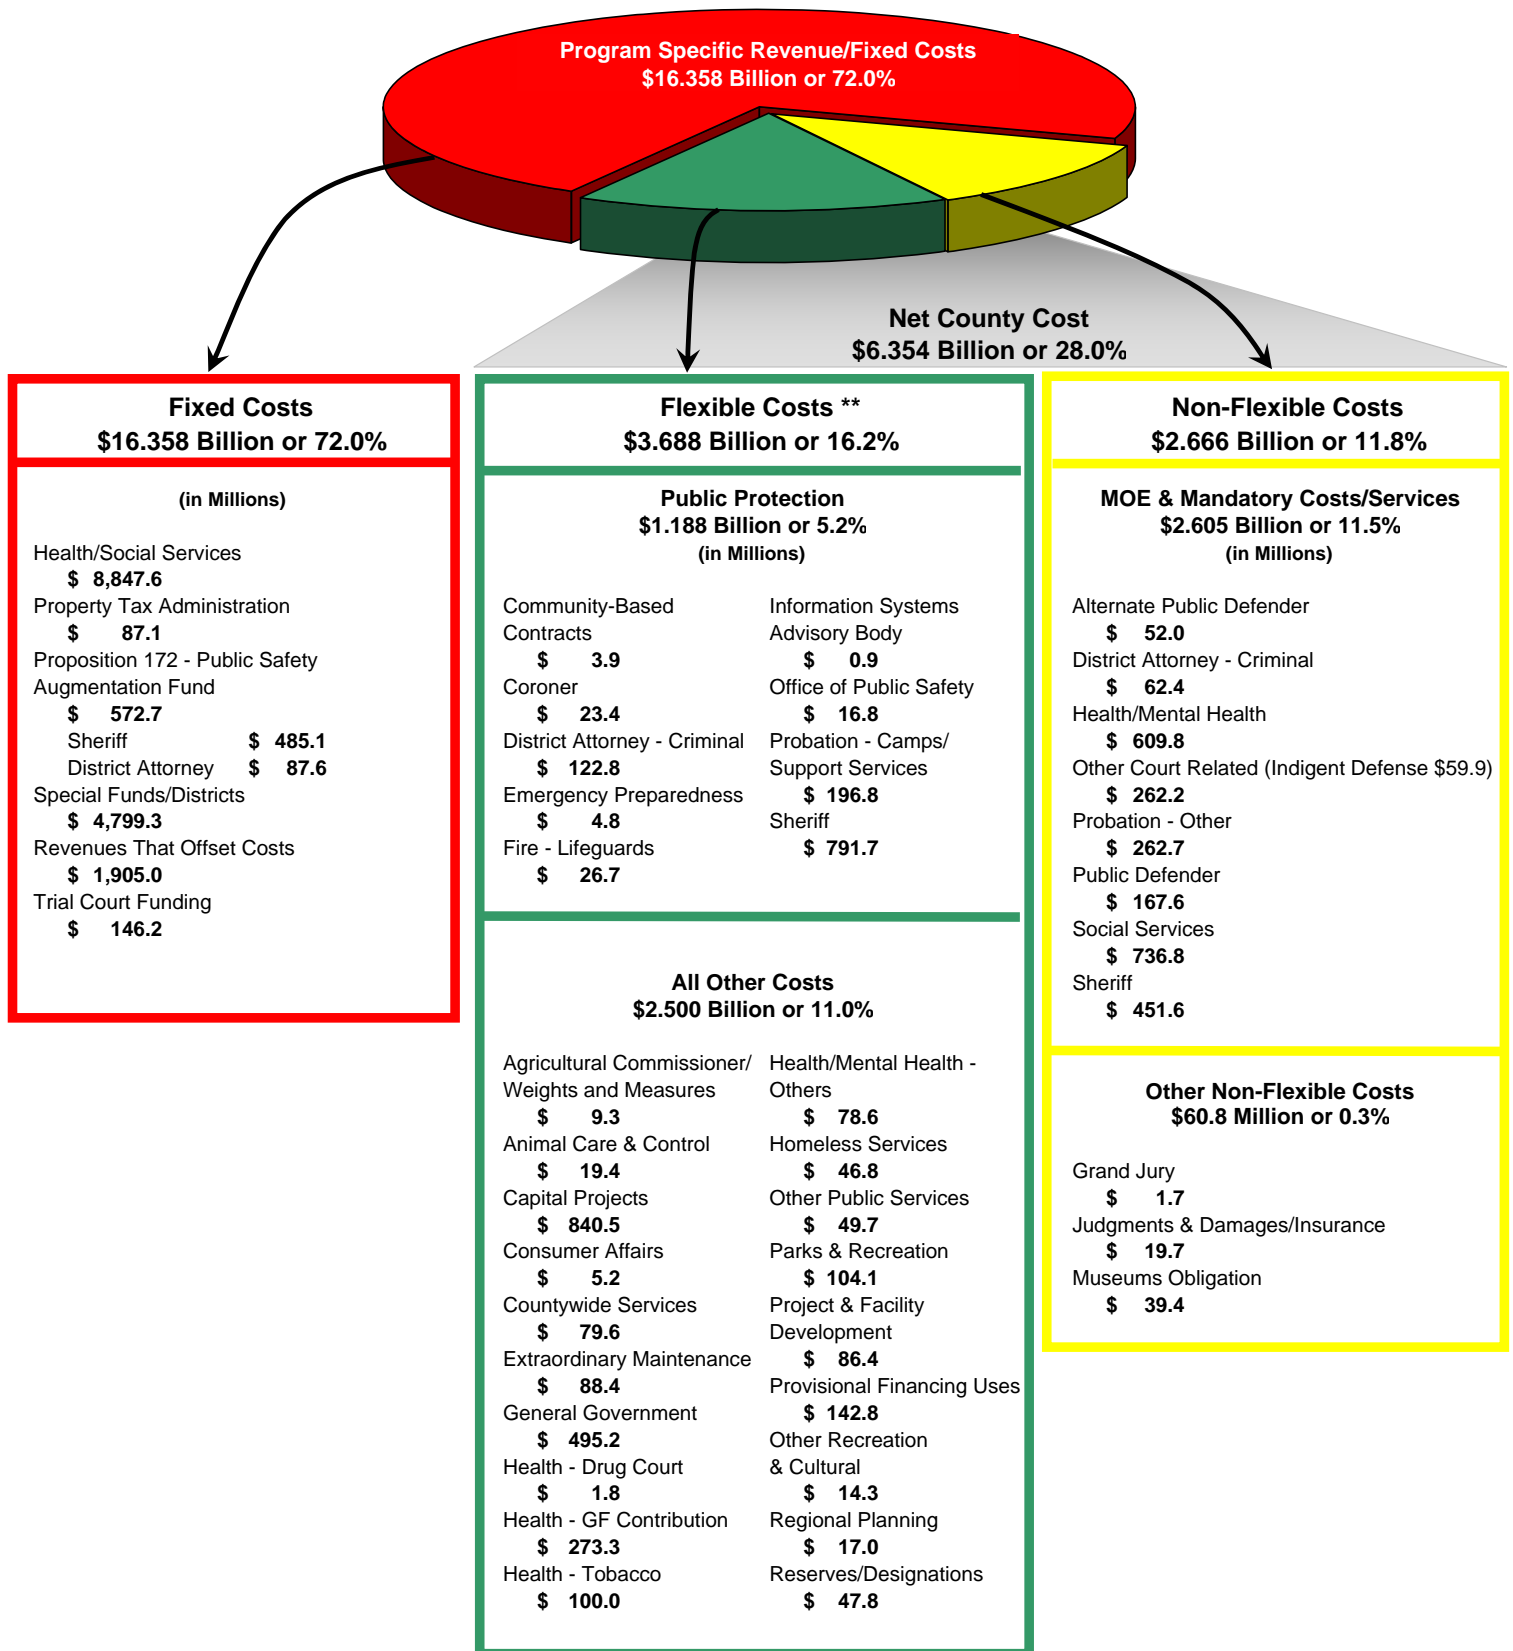 Program Specific Revenue/Fixed Costs
$16.358 Billion or 72.0%
Net County Cost
$6.354 Billion or 28.0%
Fixed Costs
$16.358 Billion or 72.0%
(in Millions)
Health/Social Services
$ 8,847.6
Property Tax Administration
$ 87.1
Proposition 172 - Public Safety
Augmentation Fund
$ 572.7
Sheriff $ 485.1
District Attorney $ 87.6
Special Funds/Districts
$ 4,799.3
Revenues That Offset Costs
$ 1,905.0
Trial Court Funding
$ 146.2
Flexible Costs **
$3.688 Billion or 16.2%
Public Protection
$1.188 Billion or 5.2%
(in Millions)
Community-Based
Contracts
$ 3.9
Coroner
$ 23.4
District Attorney - Criminal
$ 122.8
Emergency Preparedness
$ 4.8
Fire - Lifeguards
$ 26.7
Information Systems
Advisory Body
$ 0.9
Office of Public Safety
$ 16.8
Probation - Camps/
Support Services
$ 196.8
Sheriff
$ 791.7
All Other Costs
$2.500 Billion or 11.0%
Agricultural Commissioner/
Weights and Measures
$ 9.3
Animal Care & Control
$ 19.4
Capital Projects
$ 840.5
Consumer Affairs
$ 5.2
Countywide Services
$ 79.6
Extraordinary Maintenance
$ 88.4
General Government
$ 495.2
Health - Drug Court
$ 1.8
Health - GF Contribution
$ 273.3
Health - Tobacco
$ 100.0
Health/Mental Health -
Others
$ 78.6
Homeless Services
$ 46.8
Other Public Services
$ 49.7
Parks & Recreation
$ 104.1
Project & Facility
Development
$ 86.4
Provisional Financing Uses
$ 142.8
Other Recreation
& Cultural
$ 14.3
Regional Planning
$ 17.0
Reserves/Designations
$ 47.8
Non-Flexible Costs
$2.666 Billion or 11.8%
MOE & Mandatory Costs/Services
$2.605 Billion or 11.5%
(in Millions)
Alternate Public Defender
$ 52.0
District Attorney - Criminal
$ 62.4
Health/Mental Health
$ 609.8
Other Court Related (Indigent Defense $59.9)
$ 262.2
Probation - Other
$ 262.7
Public Defender
$ 167.6
Social Services
$ 736.8
Sheriff
$ 451.6
Other Non-Flexible Costs
$60.8 Million or 0.3%
Grand Jury
$ 1.7
Judgments & Damages/Insurance
$ 19.7
Museums Obligation
$ 39.4